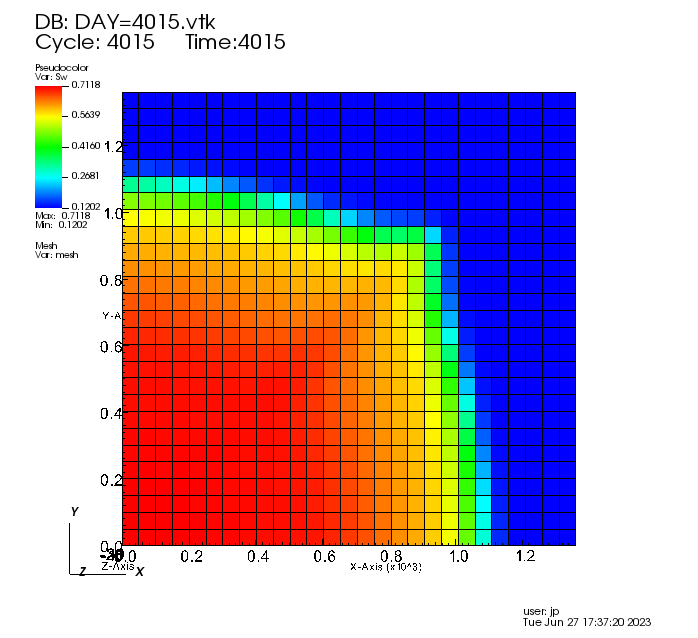 DB: DAY=4015.vtk
Cycle: 4015 Time:4015
Pseudocolor
Var: Sw
0.7118
0.5639
0.4160
0.2681
0.1202
Max: 0.7118
Min: 0.1202
Mesh
Var: mesh
1.2
1.0
0.8
Y-A
0.6
0.4
0.2
0.0
0.0 0.2 0.4 0.6 0.8 1.0 1.2
Z-Axis
X-Axis (x10^3)
Y
Z X
user: jp
Tue Jun 27 17:37:20 2023